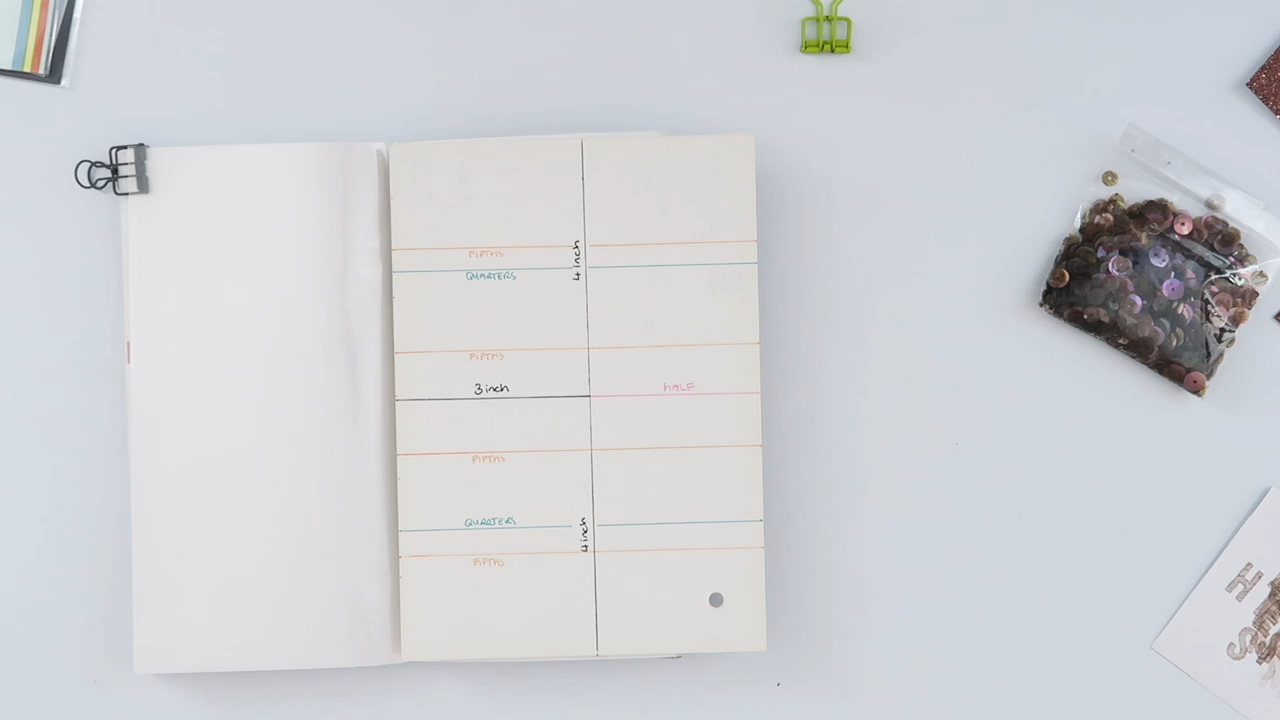 FIFTHS
4 inch
QUARTERS
FIFTHS
3 inch
HALF
FIFTHS
QUARTERS
4 inch
FIFTHS
H